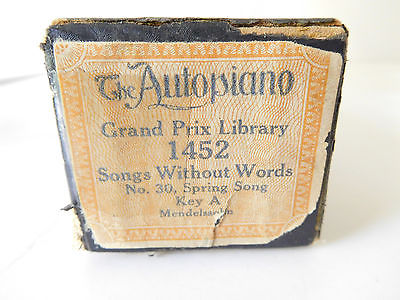 The Autopiano
Grand Prix Library
1452
Songs Without Words
No. 30, Spring Song
Key A
Mendelssohn